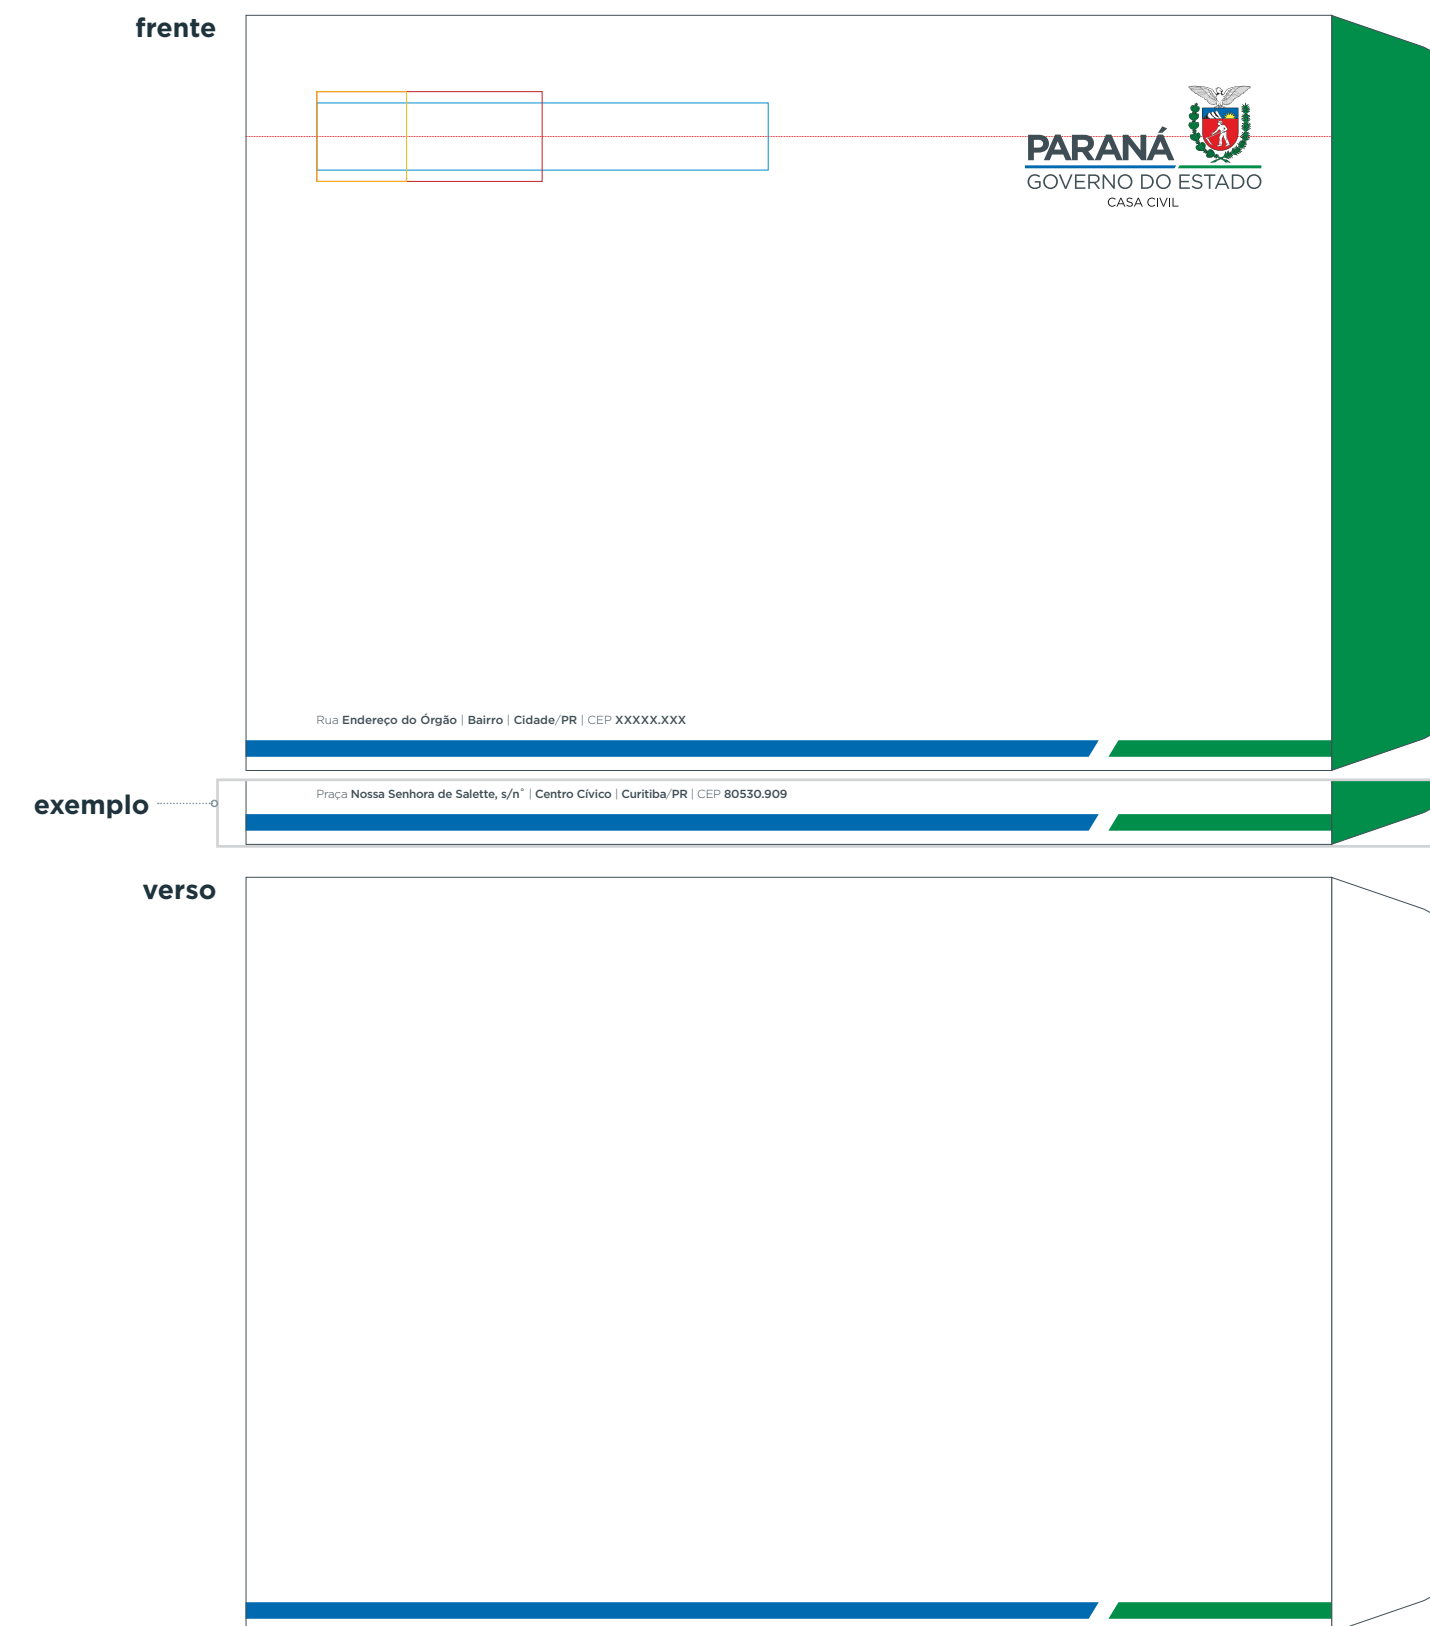 frente
PARANÁ
GOVERNO DO ESTADO
CASA CIVIL
Rua Endereço do Órgão | Bairro | Cidade/PR | CEP XXXXX.XXX
exemplo
Praça Nossa Senhora de Salette, s/n˚ | Centro Cívico | Curitiba/PR | CEP 80530.909
verso